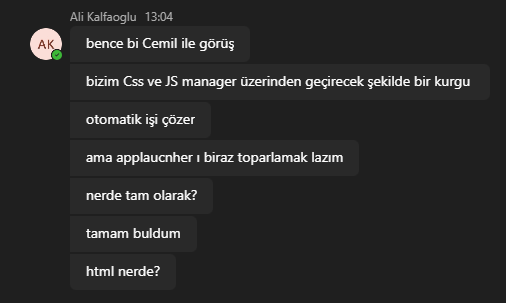 Ali Kalfaoglu 13:04
AK
bence bi Cemil ile görüş
bizim Css ve JS manager üzerinden geçirecek şekilde bir kurgu
otomatik işi çözer
ama applaucnher ı biraz toparlamak lazım
nerde tam olarak?
tamam buldum
html nerde?